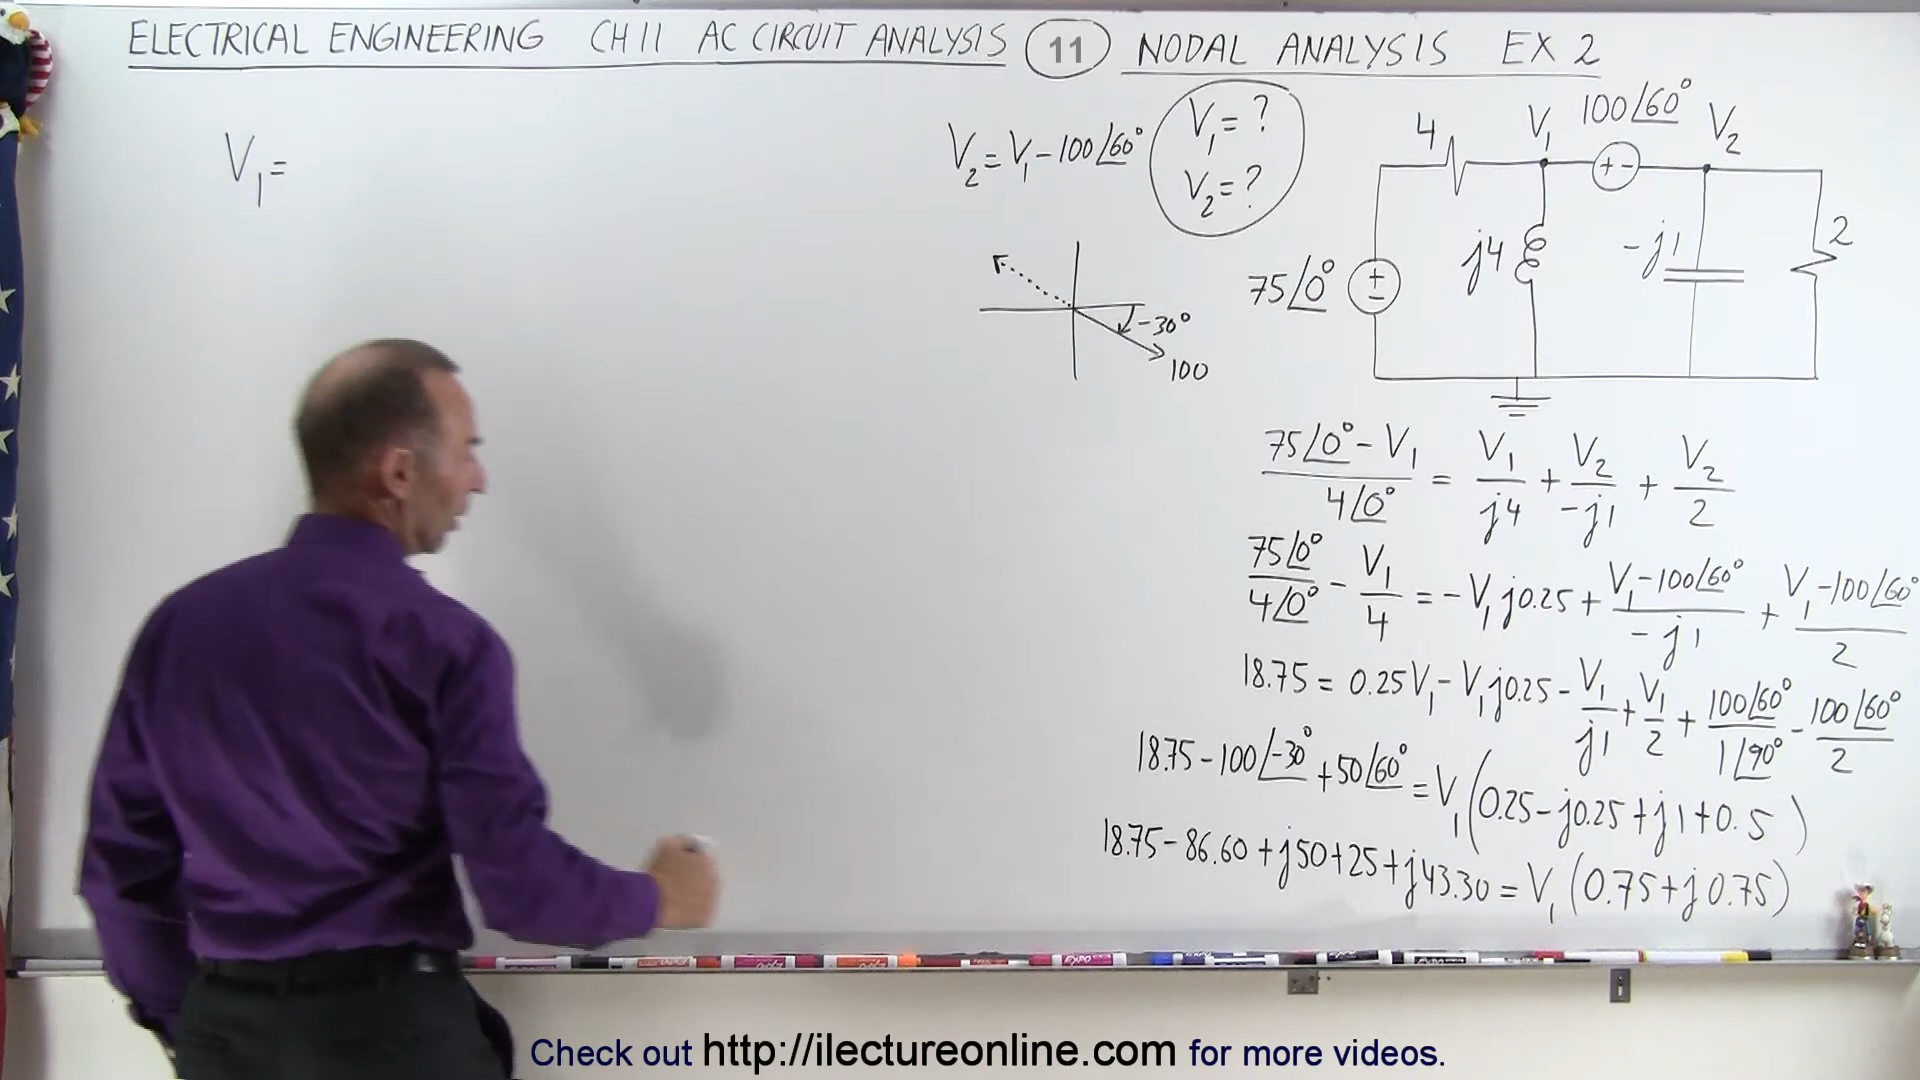 ELECTRICAL ENGINEERING CH 11 AC CIRCUIT ANALYSIS 11 NODAL ANALYSIS EX 2
V₁ =
V₂ = V₁ - 100∠60°
V₁ = ?
V₂ = ?
4
V₁
100∠60°
V₂
+ -
75∠0°
+
-
j4
-j1
2
-30°
100
(75∠0° - V₁)/(4∠0°) = V₁/j4 + V₂/-j1 + V₂/2
75∠0°/4∠0° - V₁/4 = -V₁j0.25 + (V₁-100∠60°)/-j1 + (V₁-100∠60°)/2
18.75 = 0.25V₁ - V₁j0.25 - V₁/j1 + V₁/2 + 100∠60°/1∠90° - 100∠60°/2
18.75 - 100∠-30° + 50∠60° = V₁(0.25 - j0.25 + j1 + 0.5)
18.75 - 86.60 + j50 + 25 + j43.30 = V₁(0.75 + j0.75)
EXPO
Check out http://ilectureonline.com for more videos.